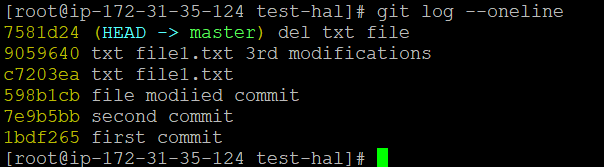 [root@ip-172-31-35-124 test-hal]# git log --oneline
7581d24 (HEAD -> master) del txt file
9059640 txt file1.txt 3rd modifications
c7203ea txt file1.txt
598b1cb file modiied commit
7e9b5bb second commit
1bdf265 first commit
[root@ip-172-31-35-124 test-hal]#